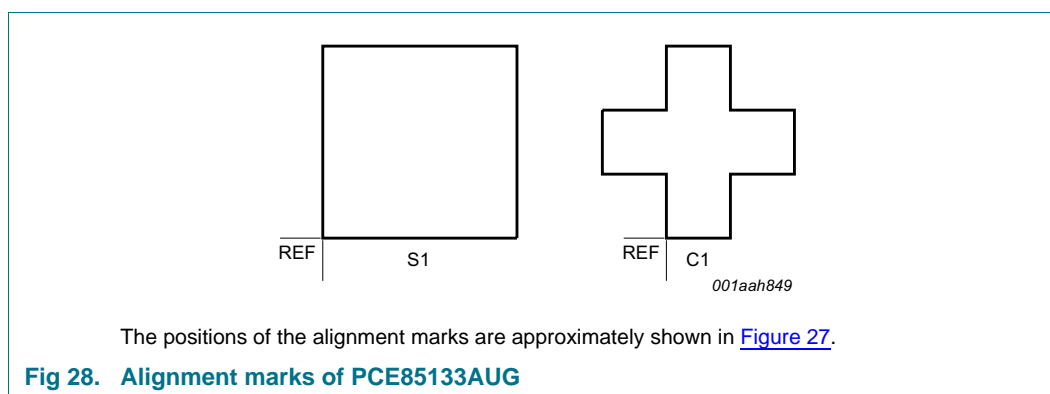 REF
S1
REF
C1
001aah849
The positions of the alignment marks are approximately shown in Figure 27.
Fig 28. Alignment marks of PCE85133AUG